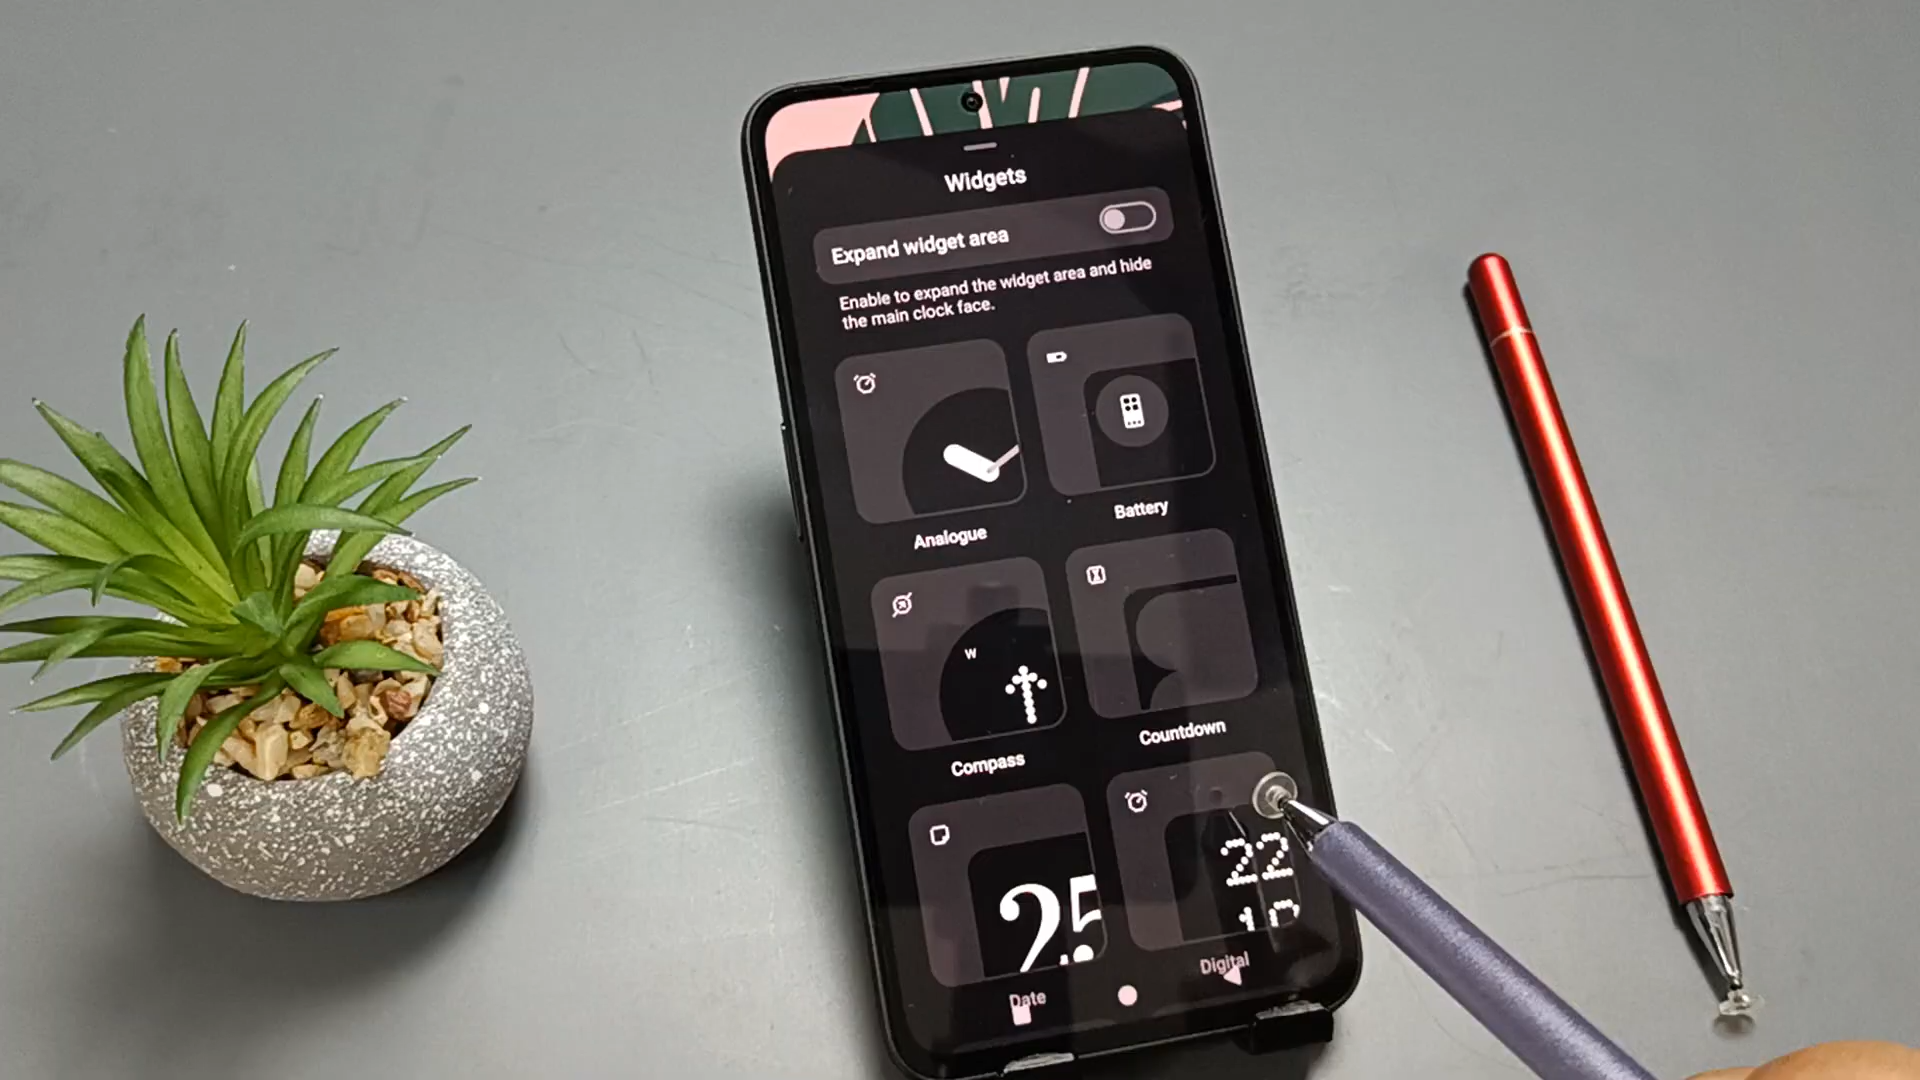 Widgets
Expand widget area
Enable to expand the widget area and hide
the main clock face.
Analogue
Battery
W
Compass
Countdown
25
22
Date
Digital